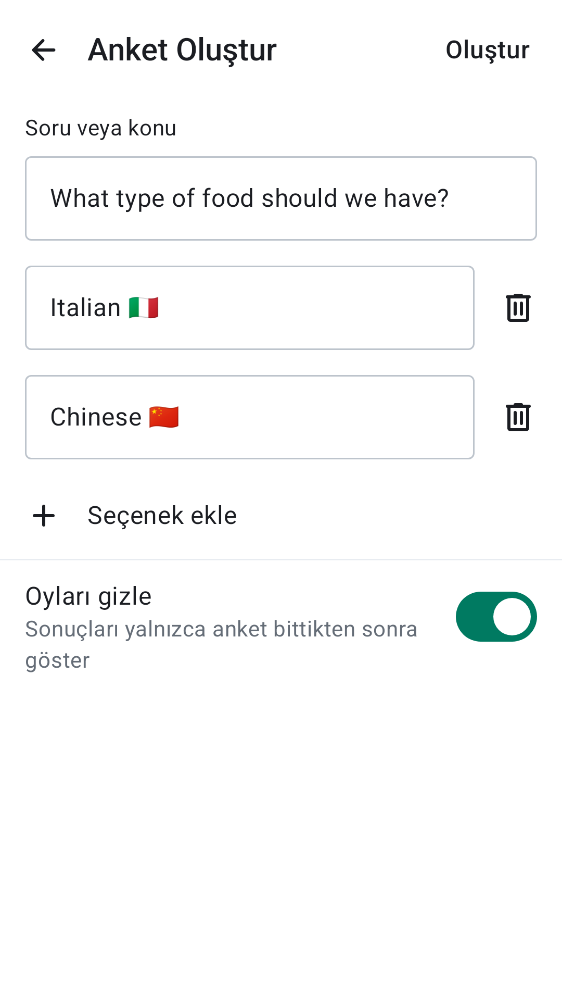 Anket Oluştur
Oluştur
Soru veya konu
What type of food should we have?
Italian 🇮🇹
Chinese 🇨🇳
Seçenek ekle
Oyları gizle
Sonuçları yalnızca anket bittikten sonra
göster